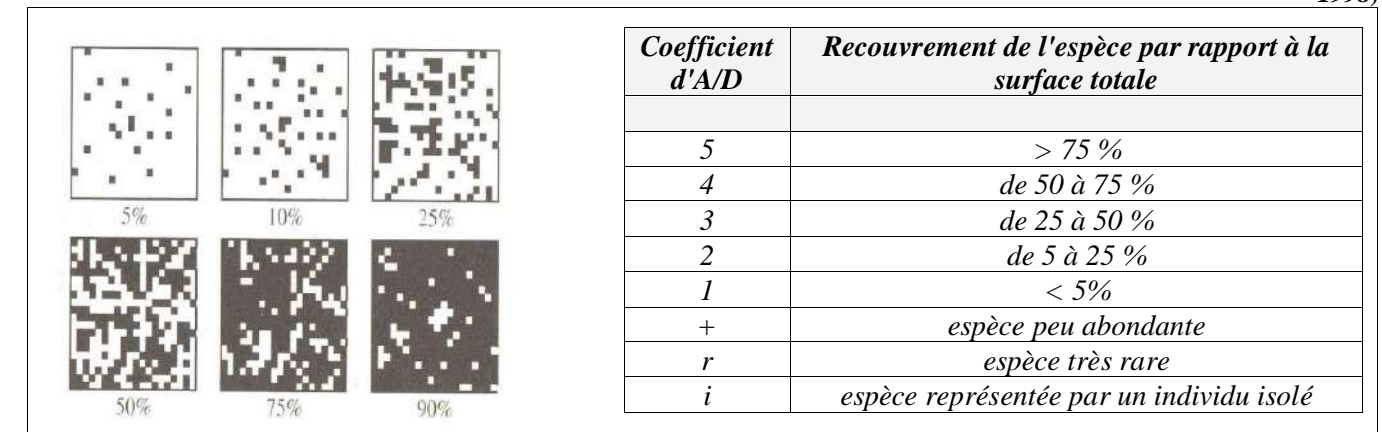 1998)
5%
10%
25%
50%
75%
90%
Coefficient d'A/D
Recouvrement de l'espèce par rapport à la surface totale
5
> 75 %
4
de 50 à 75 %
3
de 25 à 50 %
2
de 5 à 25 %
1
< 5%
+
espèce peu abondante
r
espèce très rare
i
espèce représentée par un individu isolé